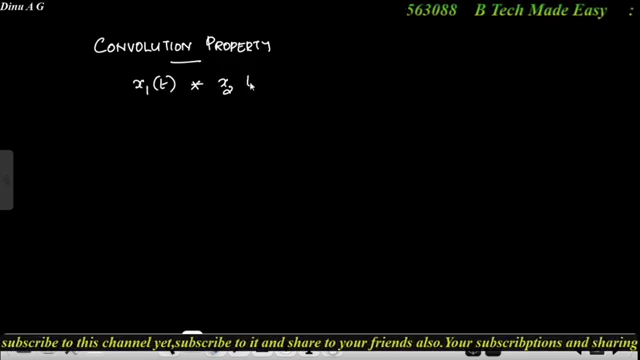 Dinu A G
563088 B Tech Made Easy :
CONVOLUTION PROPERTY
x₁(t) * x₂ (
subscribe to this channel yet,subscribe to it and share to your friends also.Your subscribptions and sharing